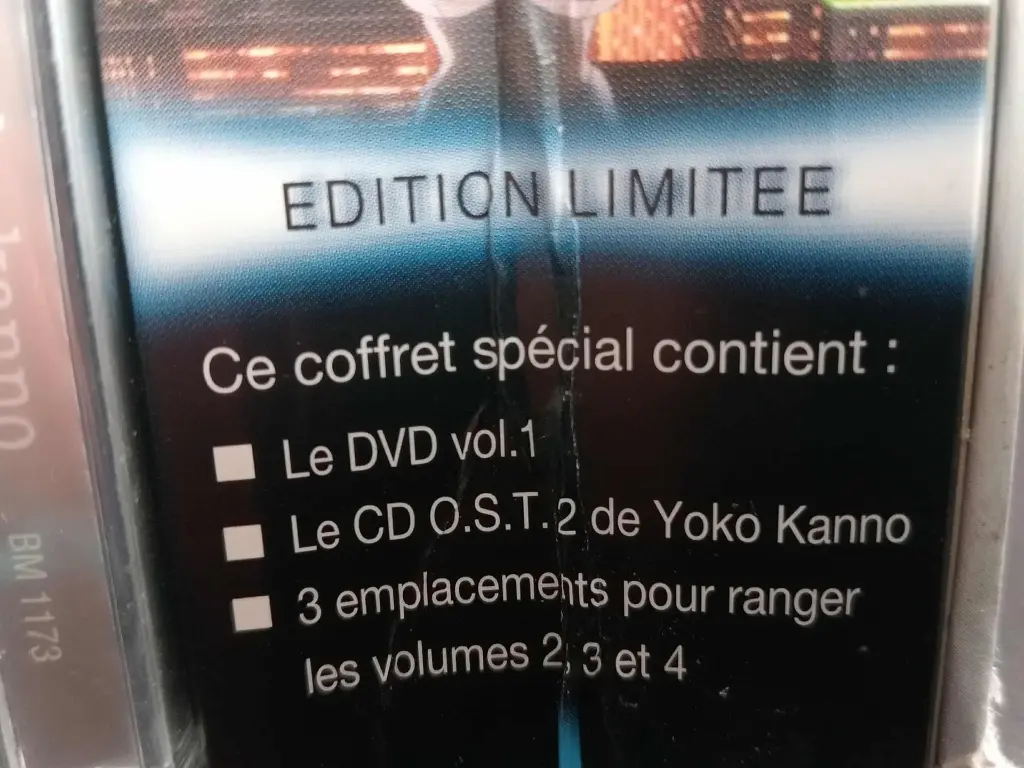 EDITION LIMITEE
Ce coffret spécial contient :
Le DVD vol.1
Le CD O.S.T.2 de Yoko Kanno
3 emplacements pour ranger
les volumes 2, 3 et 4
BM 1173